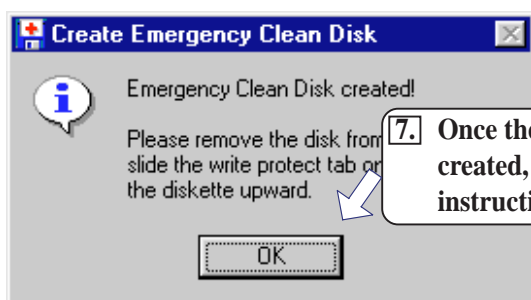 Create Emergency Clean Disk
Emergency Clean Disk created!
Please remove the disk from
slide the write protect tab on
the diskette upward.
7. Once the
created,
instructi
OK